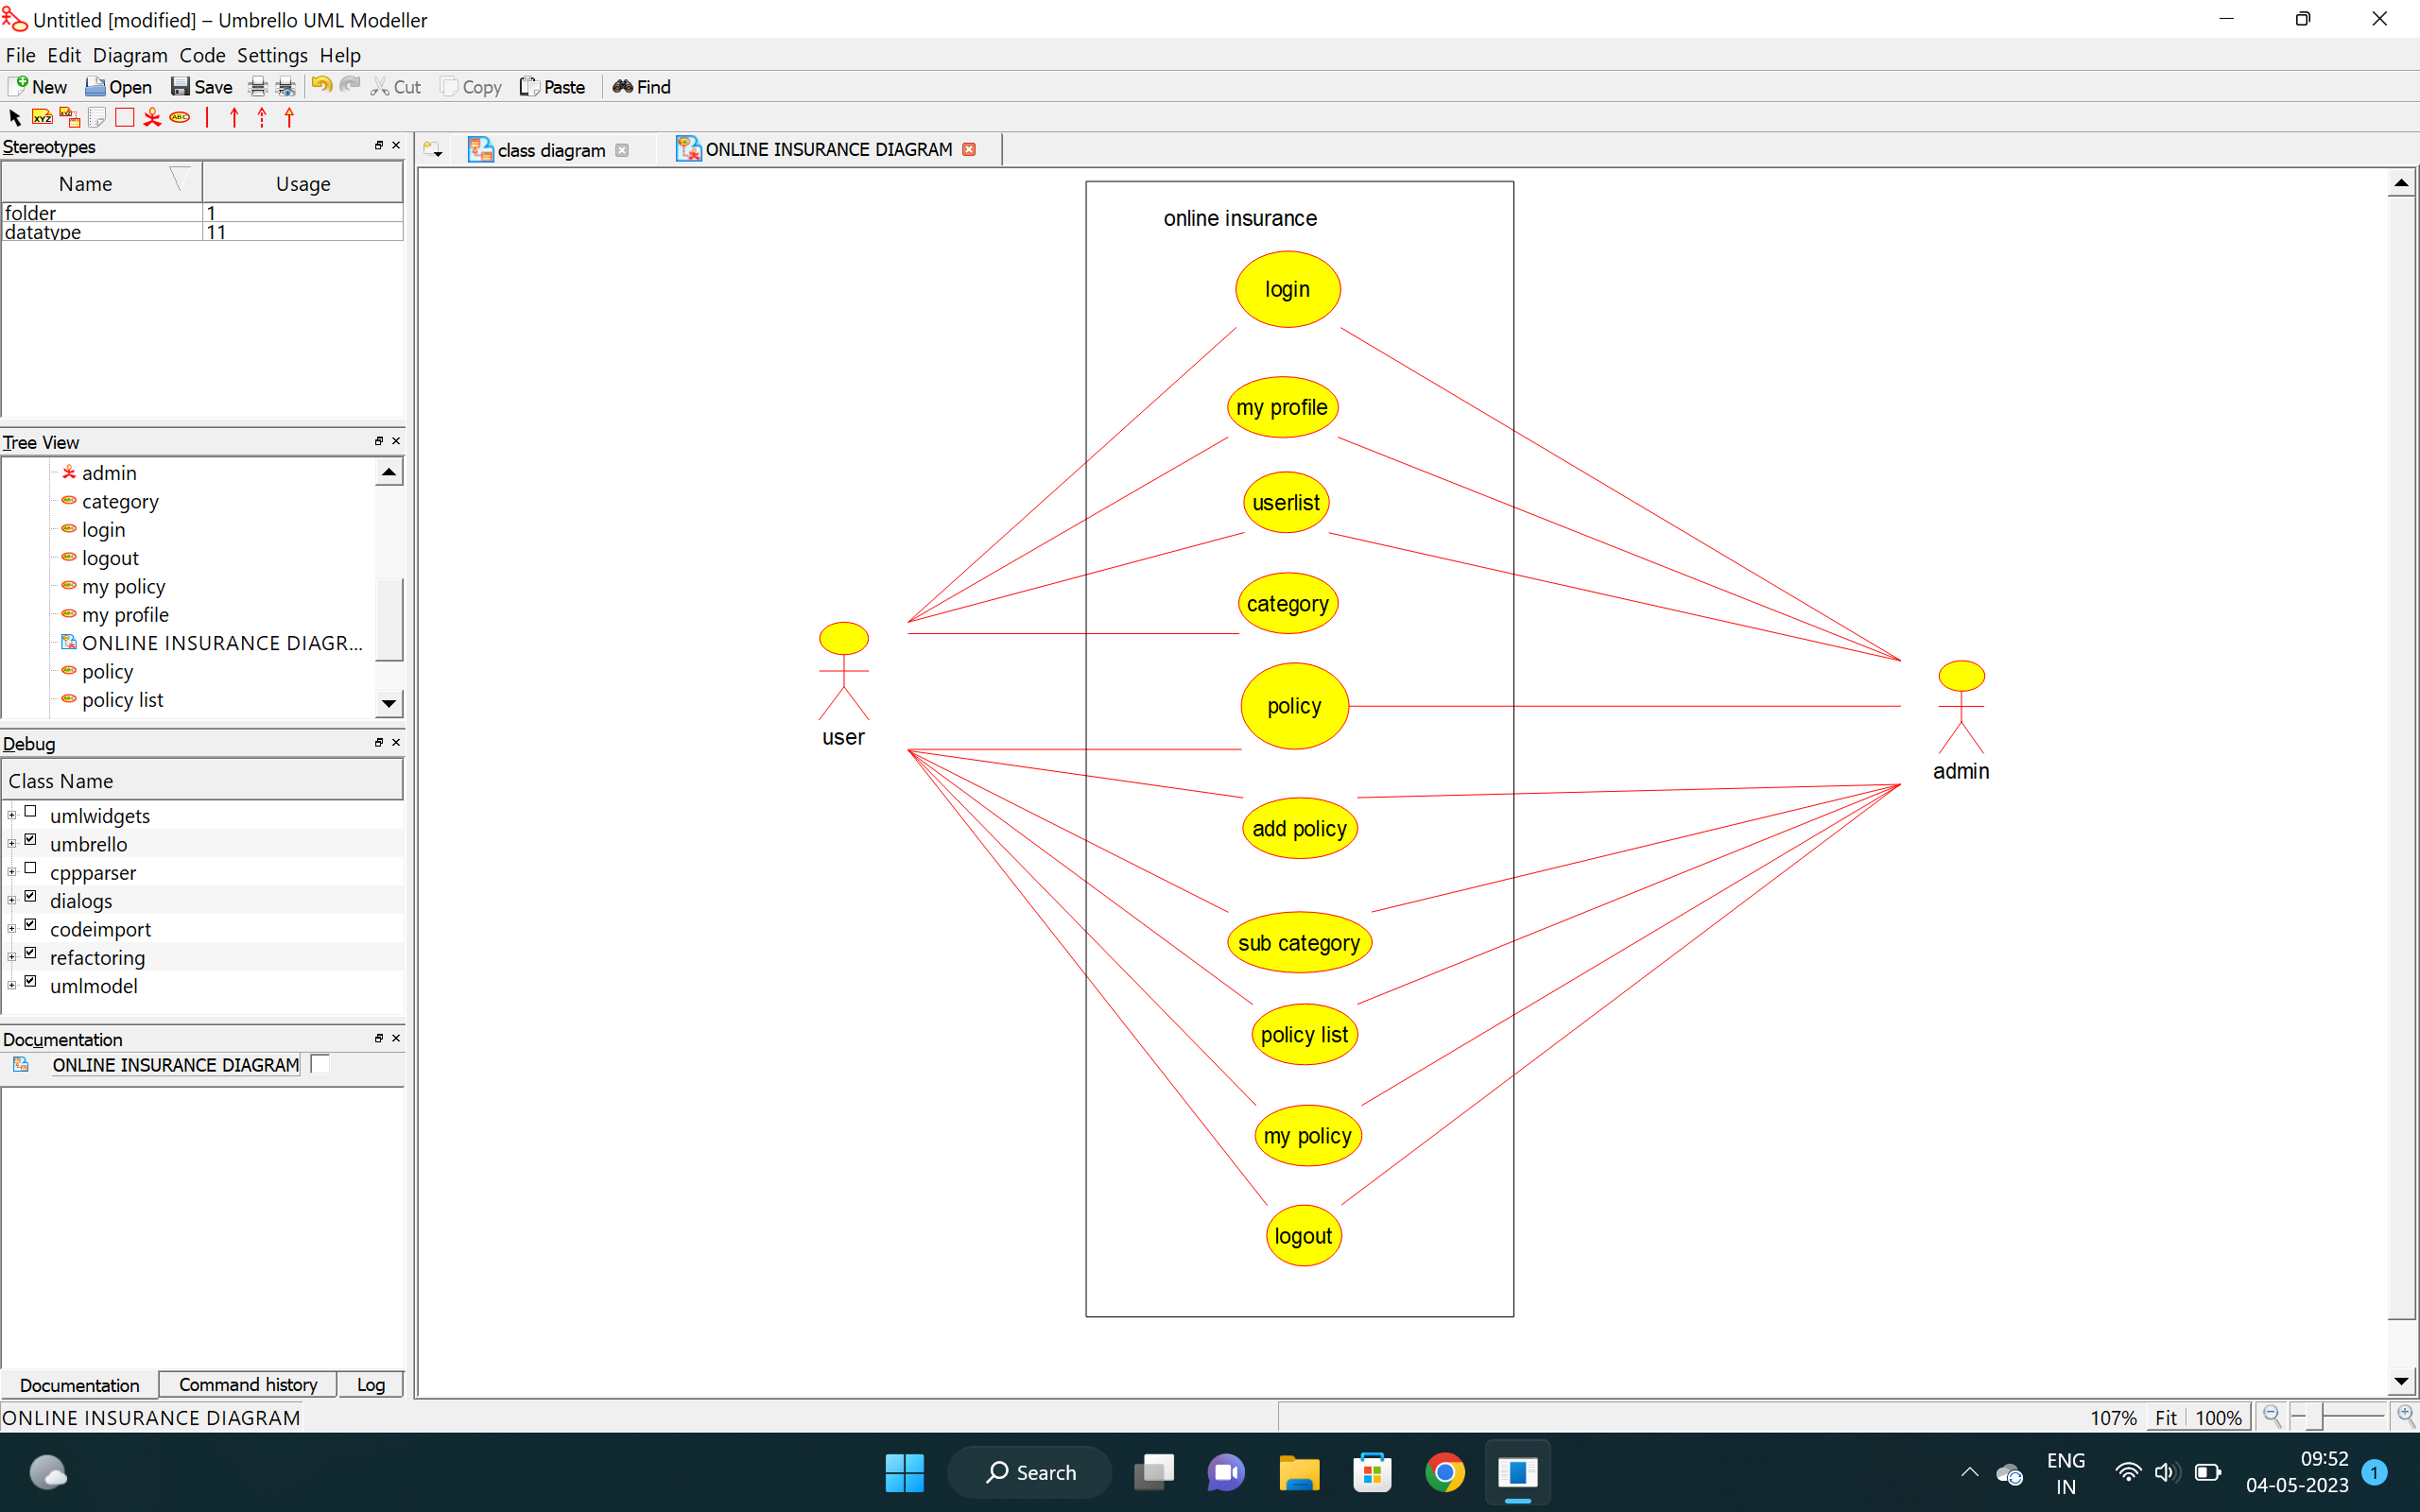 Untitled [modified] – Umbrello UML Modeller
File Edit Diagram Code Settings Help
New Open Save Cut Copy Paste Find
XYZ XYZ ABC
Stereotypes
Name Usage
folder 1
datatype 11
Tree View
admin
category
login
logout
my policy
my profile
ONLINE INSURANCE DIAGR...
policy
policy list
Debug
Class Name
umlwidgets
umbrello
cppparser
dialogs
codeimport
refactoring
umlmodel
Documentation
ONLINE INSURANCE DIAGRAM
Documentation Command history Log
class diagram ONLINE INSURANCE DIAGRAM
online insurance
login
my profile
userlist
category
policy
add policy
sub category
policy list
my policy
logout
user
admin
ONLINE INSURANCE DIAGRAM
107% Fit 100%
Search
ENG
IN
09:52
04-05-2023
1